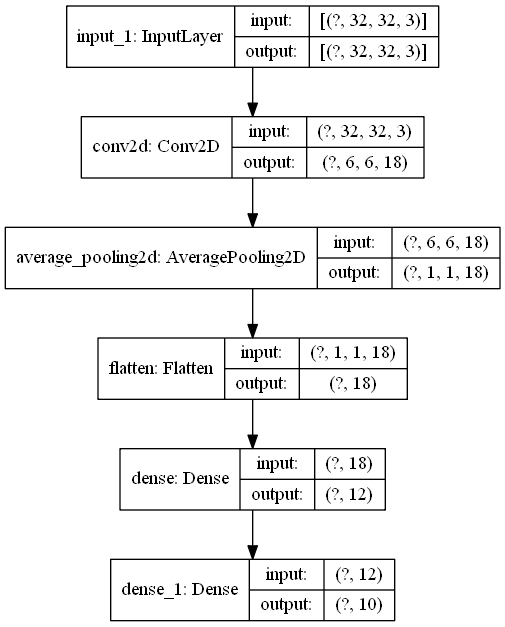 input_1: InputLayer
input: [(?, 32, 32, 3)]
output: [(?, 32, 32, 3)]
conv2d: Conv2D
input: (?, 32, 32, 3)
output: (?, 6, 6, 18)
average_pooling2d: AveragePooling2D
input: (?, 6, 6, 18)
output: (?, 1, 1, 18)
flatten: Flatten
input: (?, 1, 1, 18)
output: (?, 18)
dense: Dense
input: (?, 18)
output: (?, 12)
dense_1: Dense
input: (?, 12)
output: (?, 10)